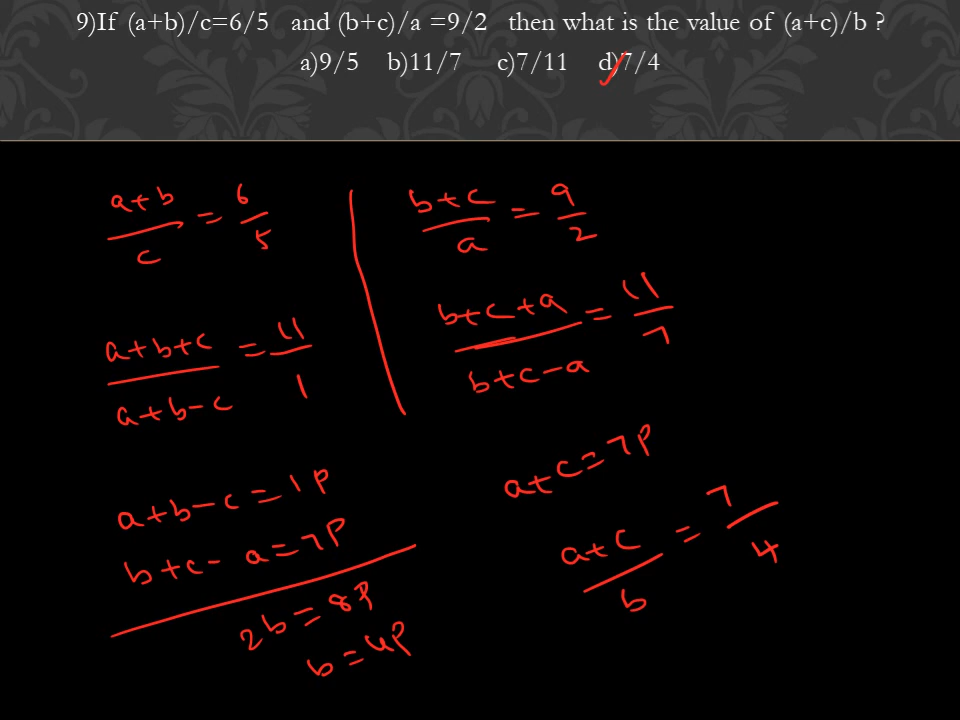 9)If (a+b)/c=6/5 and (b+c)/a =9/2 then what is the value of (a+c)/b ?
a)9/5 b)11/7 c)7/11 d)7/4
a+b/c = 6/5
b+c/a = 9/2
a+b+c/a+b-c = 11/1
b+c+a/b+c-a = 11/7
a+b-c = 1P
b+c-a = 7P
2b = 8P
b = 4P
a+c = 7P
a+c/b = 7/4